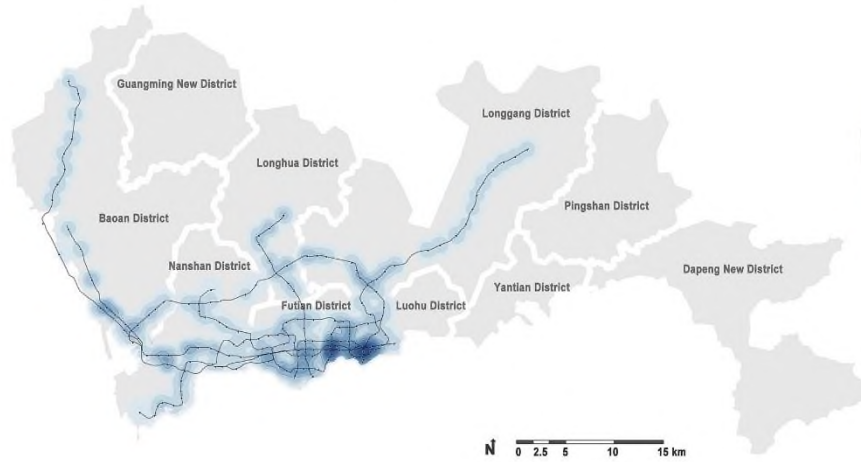 Guangming New District
Longgang District
Longhua District
Pingshan District
Baoan District
Nanshan District
Dapeng New District
Yantian District
Futian District
Luohu District
N
0 2.5 5 10 15 km